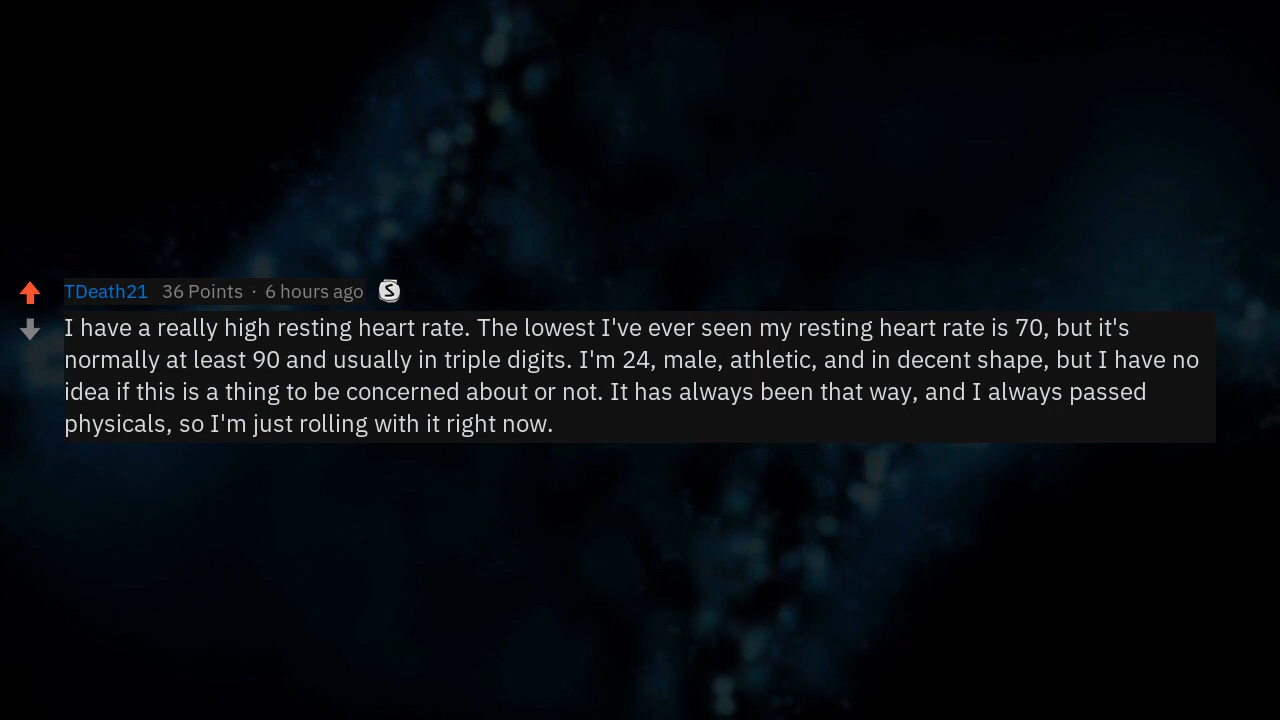 TDeath21 36 Points · 6 hours ago S
I have a really high resting heart rate. The lowest I've ever seen my resting heart rate is 70, but it's
normally at least 90 and usually in triple digits. I'm 24, male, athletic, and in decent shape, but I have no
idea if this is a thing to be concerned about or not. It has always been that way, and I always passed
physicals, so I'm just rolling with it right now.